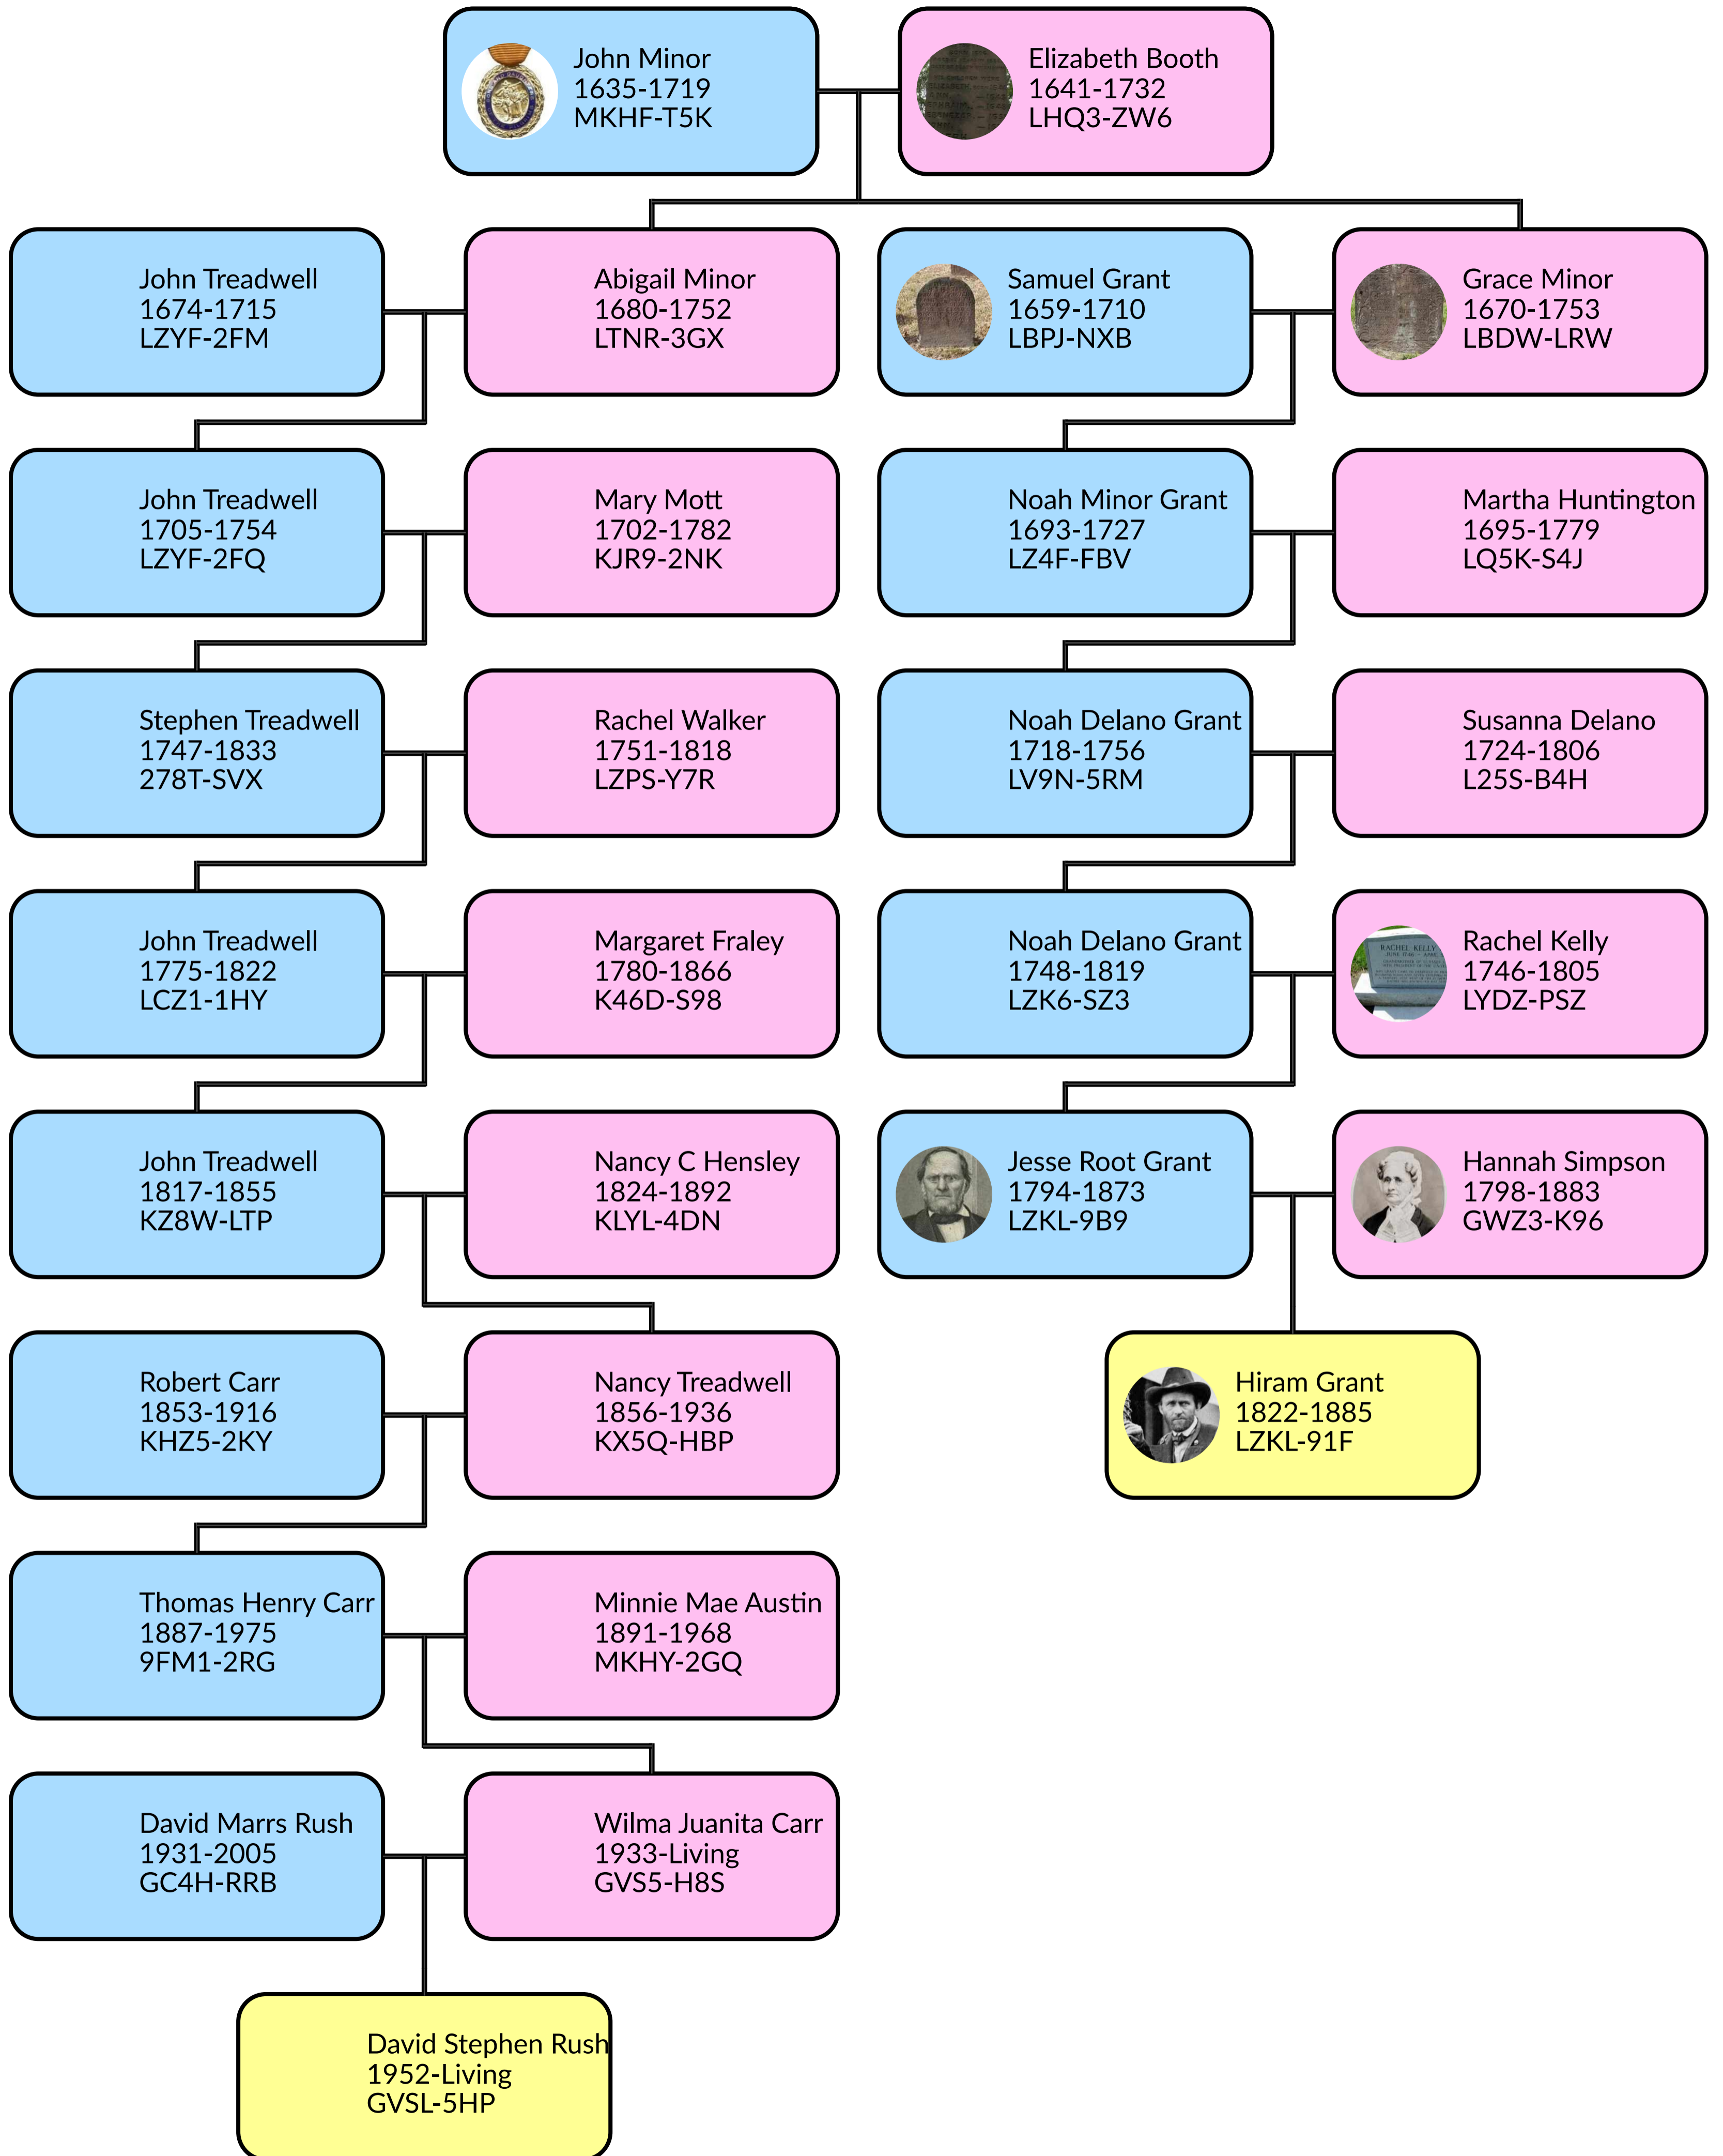 John Minor
1635-1719
MKHF-T5K
Elizabeth Booth
1641-1732
LHQ3-ZW6
John Treadwell
1674-1715
LZYF-2FM
Abigail Minor
1680-1752
LTNR-3GX
Samuel Grant
1659-1710
LBPJ-NXB
Grace Minor
1670-1753
LBDW-LRW
John Treadwell
1705-1754
LZYF-2FQ
Mary Mott
1702-1782
KJR9-2NK
Noah Minor Grant
1693-1727
LZ4F-FBV
Martha Huntington
1695-1779
LQ5K-S4J
Stephen Treadwell
1747-1833
278T-SVX
Rachel Walker
1751-1818
LZPS-Y7R
Noah Delano Grant
1718-1756
LV9N-5RM
Susanna Delano
1724-1806
L25S-B4H
John Treadwell
1775-1822
LCZ1-1HY
Margaret Fraley
1780-1866
K46D-S98
Noah Delano Grant
1748-1819
LZK6-SZ3
RACHEL KELLY
Rachel Kelly
1746-1805
LYDZ-PSZ
John Treadwell
1817-1855
KZ8W-LTP
Nancy C Hensley
1824-1892
KLYL-4DN
Jesse Root Grant
1794-1873
LZKL-9B9
Hannah Simpson
1798-1883
GWZ3-K96
Robert Carr
1853-1916
KHZ5-2KY
Nancy Treadwell
1856-1936
KX5Q-HBP
Hiram Grant
1822-1885
LZKL-91F
Thomas Henry Carr
1887-1975
9FM1-2RG
Minnie Mae Austin
1891-1968
MKHY-2GQ
David Marrs Rush
1931-2005
GC4H-RRB
Wilma Juanita Carr
1933-Living
GVS5-H8S
David Stephen Rush
1952-Living
GVSL-5HP